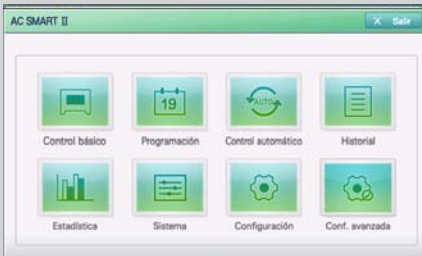 AC SMART II
X Salir
19
AUTO
Control básico
Programación
Control automático
Historial
Estadística
Sistema
Configuración
Conf. avanzada